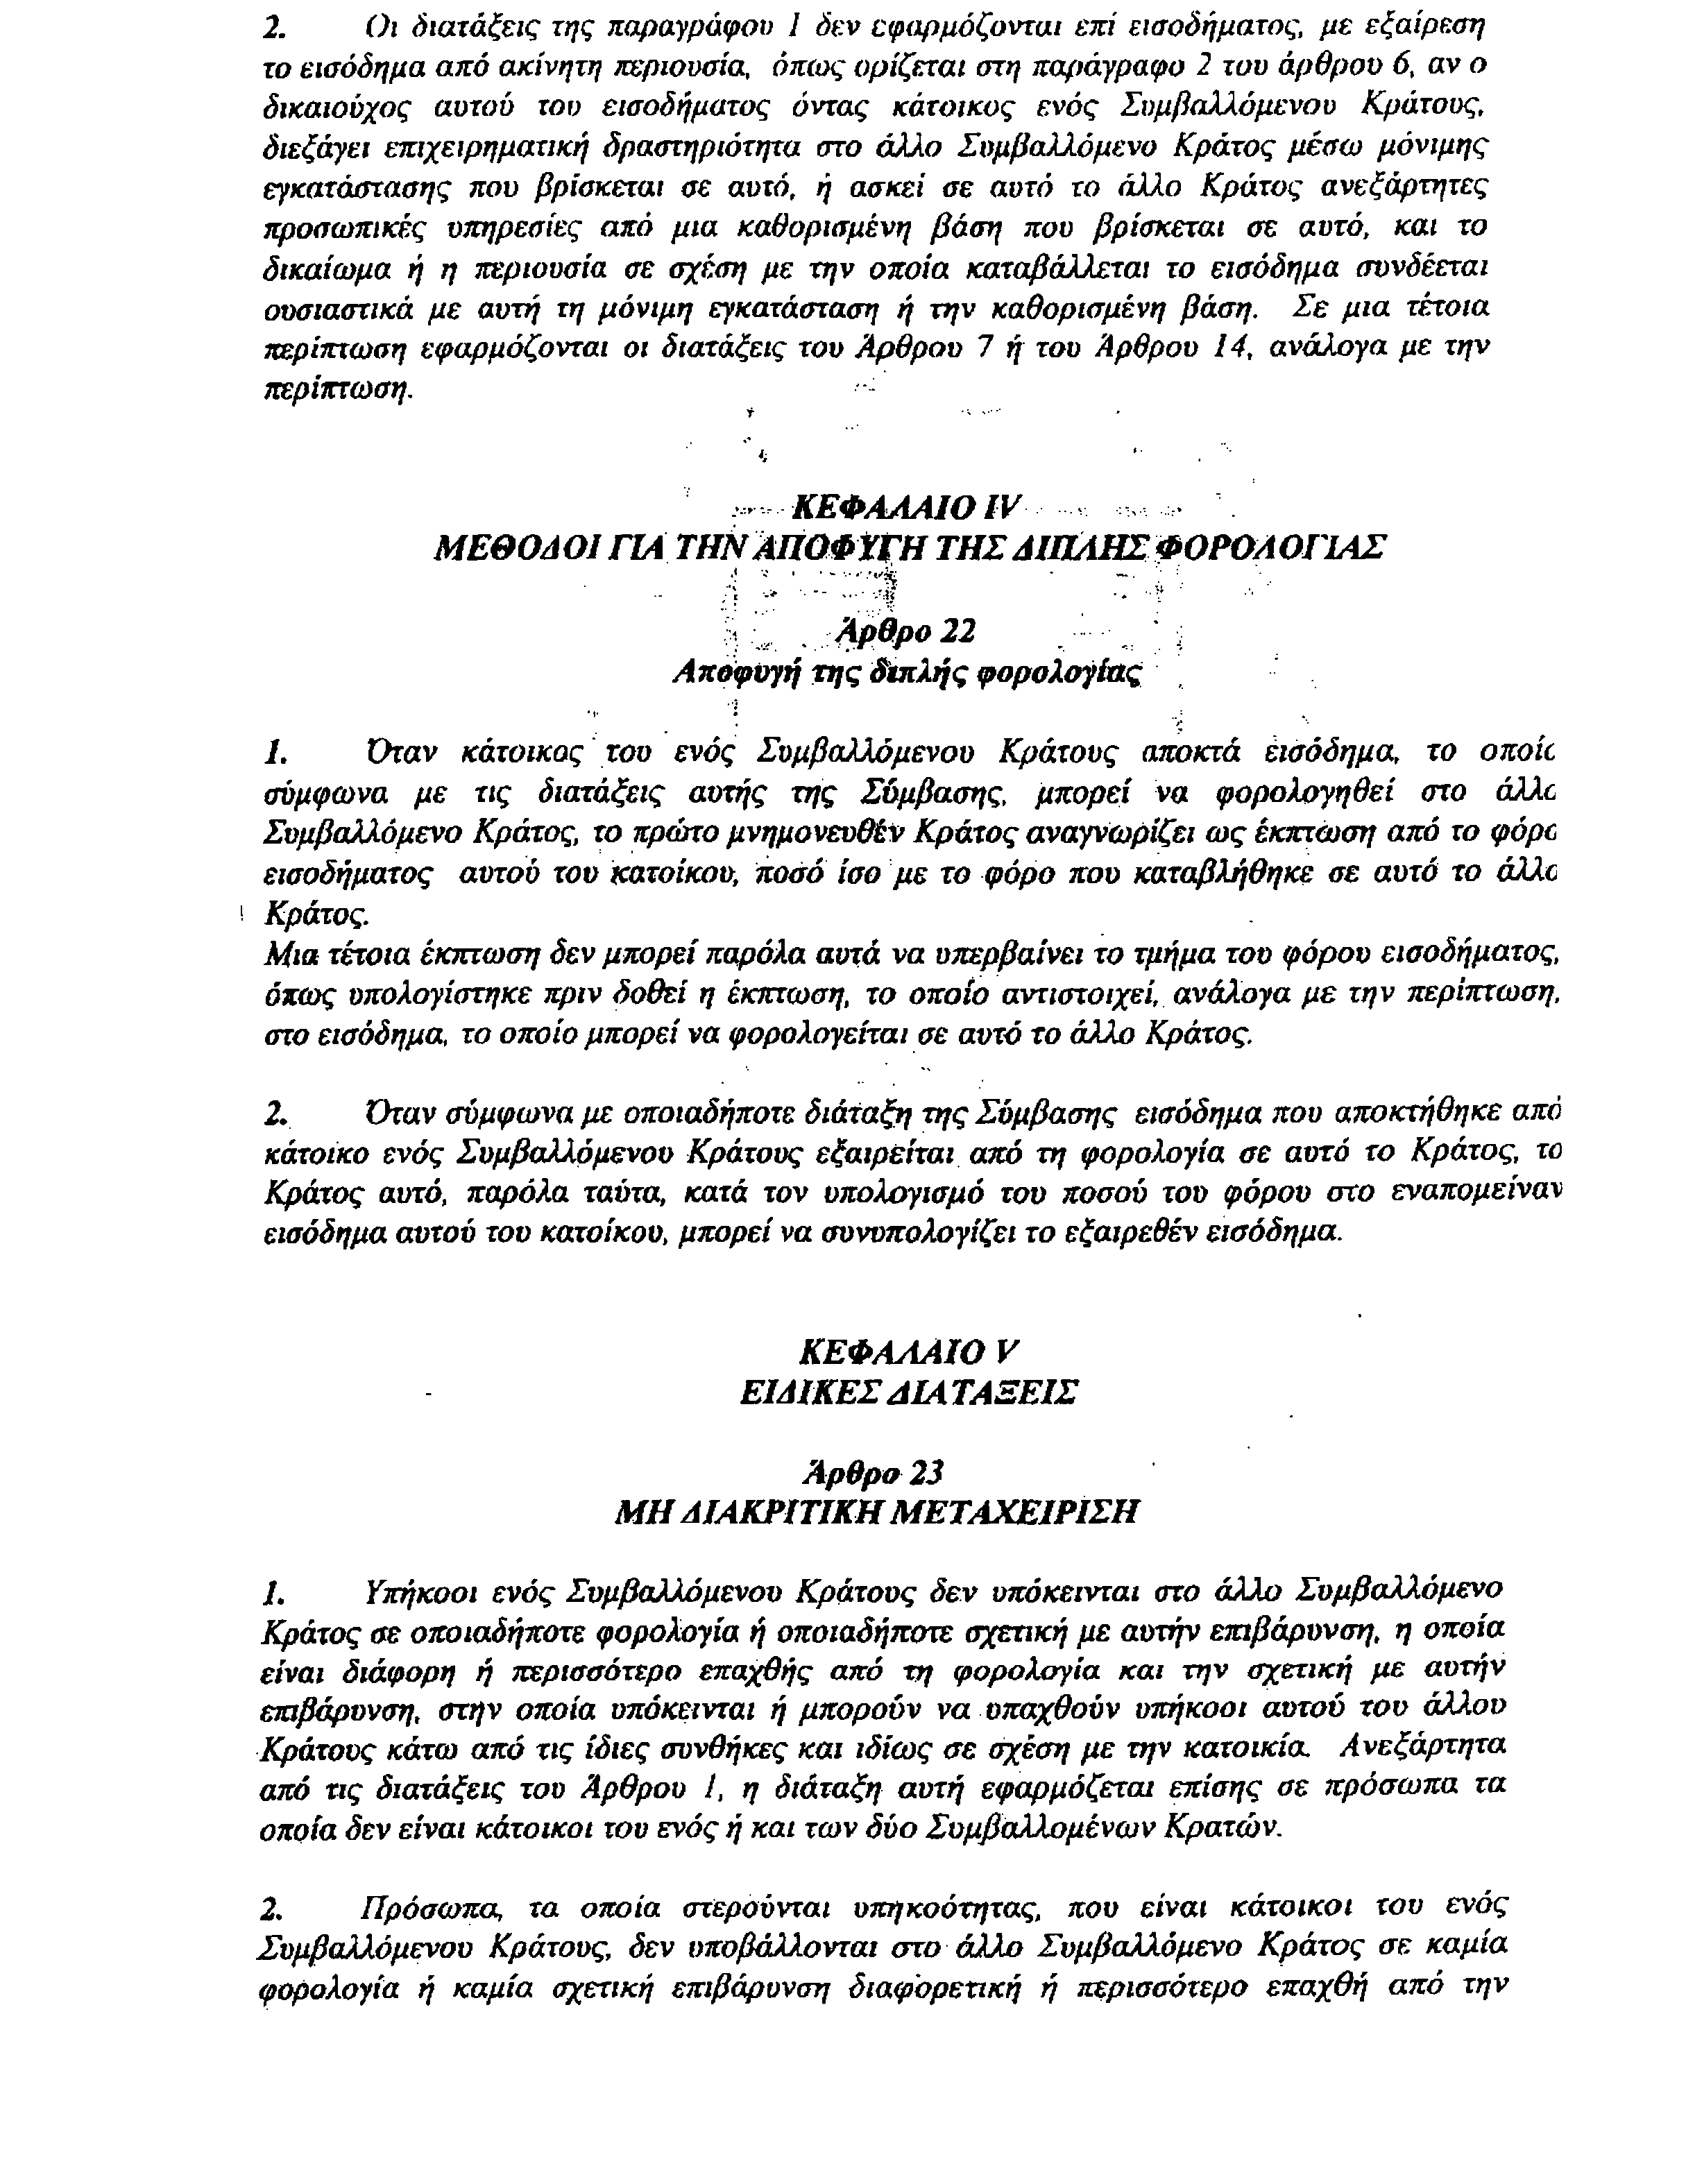 2. Οι διατάξεις της παραγράφου 1 δεν εφαρμόζονται επί εισοδήματος, με εξαίρεση
το εισόδημα από ακίνητη περιουσία, όπως ορίζεται στη παράγραφο 2 του άρθρου 6, αν ο
δικαιούχος αυτού του εισοδήματος όντας κάτοικος ενός Συμβαλλόμενου Κράτους,
διεξάγει επιχειρηματική δραστηριότητα στο άλλο Συμβαλλόμενο Κράτος μέσω μόνιμης
εγκατάστασης που βρίσκεται σε αυτό, ή ασκεί σε αυτό το άλλο Κράτος ανεξάρτητες
προσωπικές υπηρεσίες από μια καθορισμένη βάση που βρίσκεται σε αυτό, και το
δικαίωμα ή η περιουσία σε σχέση με την οποία καταβάλλεται το εισόδημα συνδέεται
ουσιαστικά με αυτή τη μόνιμη εγκατάσταση ή την καθορισμένη βάση. Σε μια τέτοια
περίπτωση εφαρμόζονται οι διατάξεις του Άρθρου 7 ή του Άρθρου 14, ανάλογα με την
περίπτωση.
ΚΕΦΑΛΑΙΟ IV
ΜΕΘΟΔΟΙ ΓΙΑ ΤΗΝ ΑΠΟΦΥΓΗ ΤΗΣ ΔΙΠΛΗΣ ΦΟΡΟΛΟΓΙΑΣ
Άρθρο 22
Αποφυγή της διπλής φορολογίας
1. Όταν κάτοικος του ενός Συμβαλλόμενου Κράτους αποκτά εισόδημα, το οποίο
σύμφωνα με τις διατάξεις αυτής της Σύμβασης, μπορεί να φορολογηθεί στο άλλο
Συμβαλλόμενο Κράτος, το πρώτο μνημονευθέν Κράτος αναγνωρίζει ως έκπτωση από το φόρο
εισοδήματος αυτού του κατοίκου, ποσό ίσο με το φόρο που καταβλήθηκε σε αυτό το άλλο
Κράτος.
Μια τέτοια έκπτωση δεν μπορεί παρόλα αυτά να υπερβαίνει το τμήμα του φόρου εισοδήματος,
όπως υπολογίστηκε πριν δοθεί η έκπτωση, το οποίο αντιστοιχεί, ανάλογα με την περίπτωση,
στο εισόδημα, το οποίο μπορεί να φορολογείται σε αυτό το άλλο Κράτος.
2. Όταν σύμφωνα με οποιαδήποτε διάταξη της Σύμβασης εισόδημα που αποκτήθηκε από
κάτοικο ενός Συμβαλλόμενου Κράτους εξαιρείται από τη φορολογία σε αυτό το Κράτος, το
Κράτος αυτό, παρόλα ταύτα, κατά τον υπολογισμό του ποσού του φόρου στο εναπομείναν
εισόδημα αυτού του κατοίκου, μπορεί να συνυπολογίζει το εξαιρεθέν εισόδημα.
ΚΕΦΑΛΑΙΟ V
ΕΙΔΙΚΕΣ ΔΙΑΤΑΞΕΙΣ
Άρθρο 23
ΜΗ ΔΙΑΚΡΙΤΙΚΗ ΜΕΤΑΧΕΙΡΙΣΗ
1. Υπήκοοι ενός Συμβαλλόμενου Κράτους δεν υπόκεινται στο άλλο Συμβαλλόμενο
Κράτος σε οποιαδήποτε φορολογία ή οποιαδήποτε σχετική με αυτήν επιβάρυνση, η οποία
είναι διάφορη ή περισσότερο επαχθής από τη φορολογία και την σχετική με αυτήν
επιβάρυνση, στην οποία υπόκεινται ή μπορούν να υπαχθούν υπήκοοι αυτού του άλλου
Κράτους κάτω από τις ίδιες συνθήκες και ιδίως σε σχέση με την κατοικία. Ανεξάρτητα
από τις διατάξεις του Άρθρου 1, η διάταξη αυτή εφαρμόζεται επίσης σε πρόσωπα τα
οποία δεν είναι κάτοικοι του ενός ή και των δύο Συμβαλλομένων Κρατών.
2. Πρόσωπα, τα οποία στερούνται υπηκοότητας, που είναι κάτοικοι του ενός
Συμβαλλόμενου Κράτους, δεν υποβάλλονται στο άλλο Συμβαλλόμενο Κράτος σε καμία
φορολογία ή καμία σχετική επιβάρυνση διαφορετική ή περισσότερο επαχθή από την